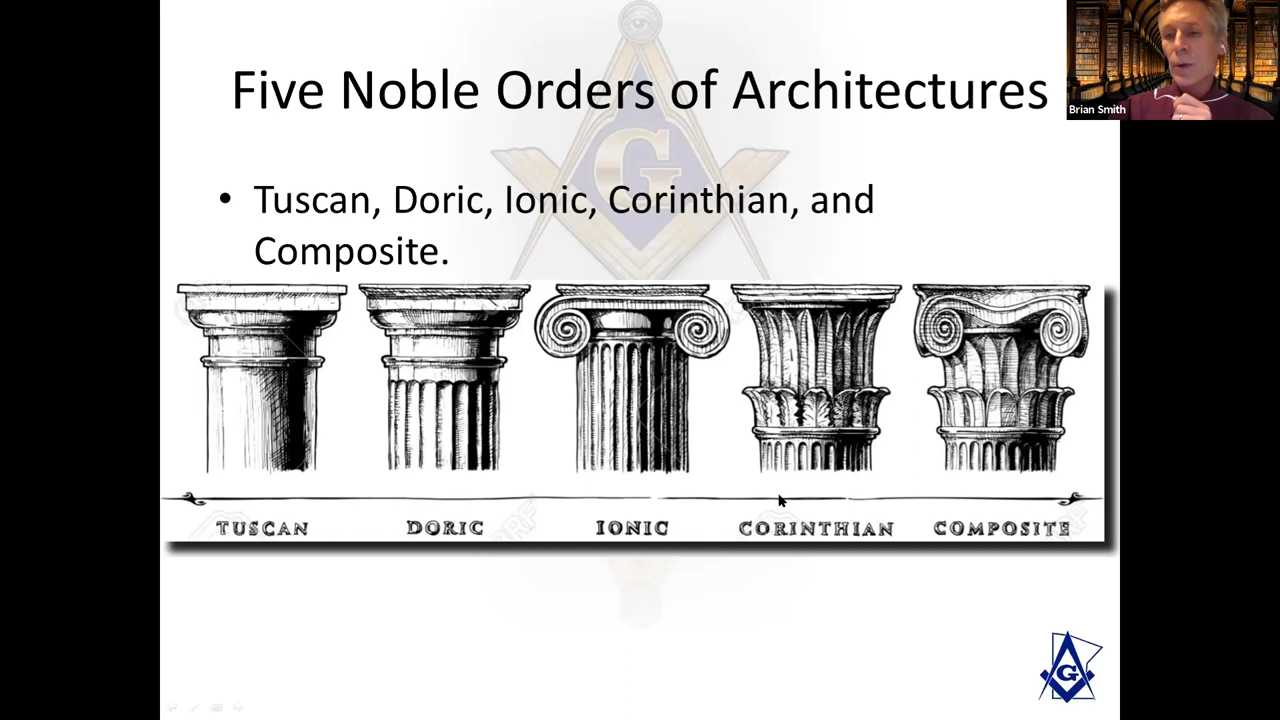 Five Noble Orders of Architectures
Brian Smith
• Tuscan, Doric, Ionic, Corinthian, and
Composite.
G
TUSCAN DORIC IONIC CORINTHIAN COMPOSITE
G